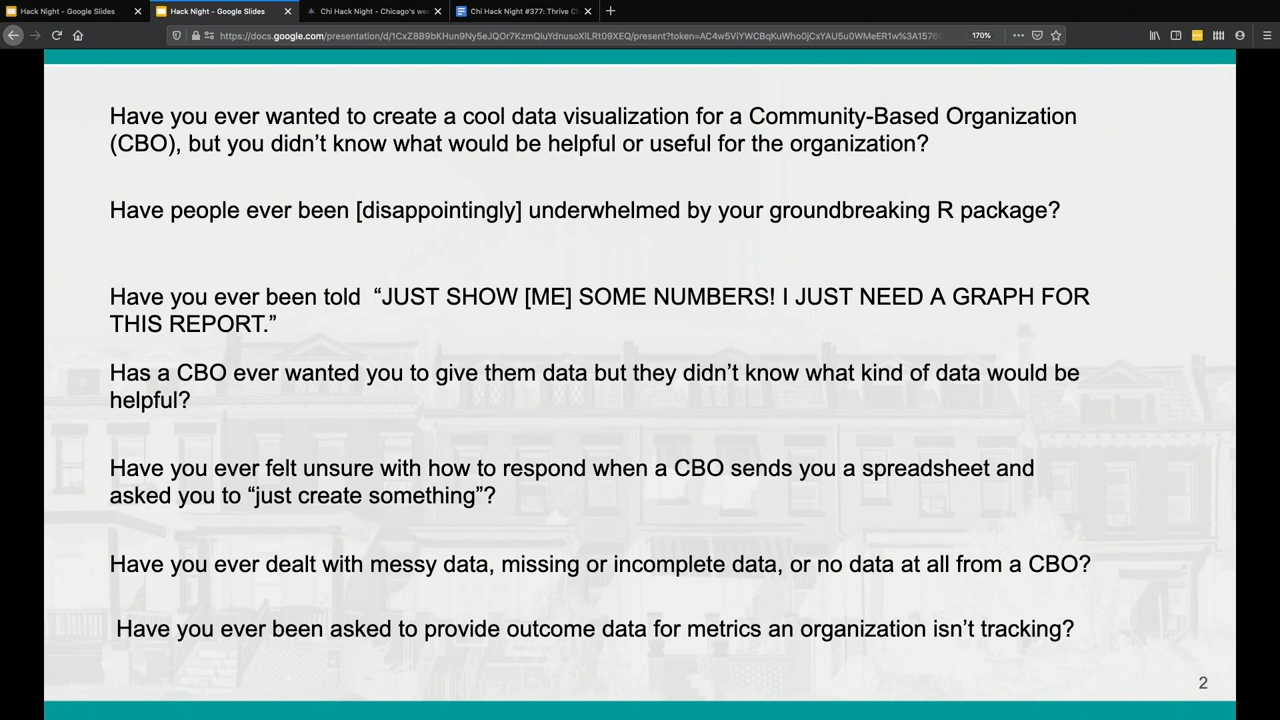 Hack Night - Google Slides
Hack Night - Google Slides
Chi Hack Night - Chicago's wee
Chi Hack Night #377: Thrive Ch
https://docs.google.com/presentation/d/
170%
Have you ever wanted to create a cool data visualization for a Community-Based Organization
(CBO), but you didn’t know what would be helpful or useful for the organization?
Have people ever been [disappointingly] underwhelmed by your groundbreaking R package?
Have you ever been told “JUST SHOW [ME] SOME NUMBERS! I JUST NEED A GRAPH FOR
THIS REPORT.”
Has a CBO ever wanted you to give them data but they didn’t know what kind of data would be
helpful?
Have you ever felt unsure with how to respond when a CBO sends you a spreadsheet and
asked you to “just create something”?
Have you ever dealt with messy data, missing or incomplete data, or no data at all from a CBO?
Have you ever been asked to provide outcome data for metrics an organization isn’t tracking?
2